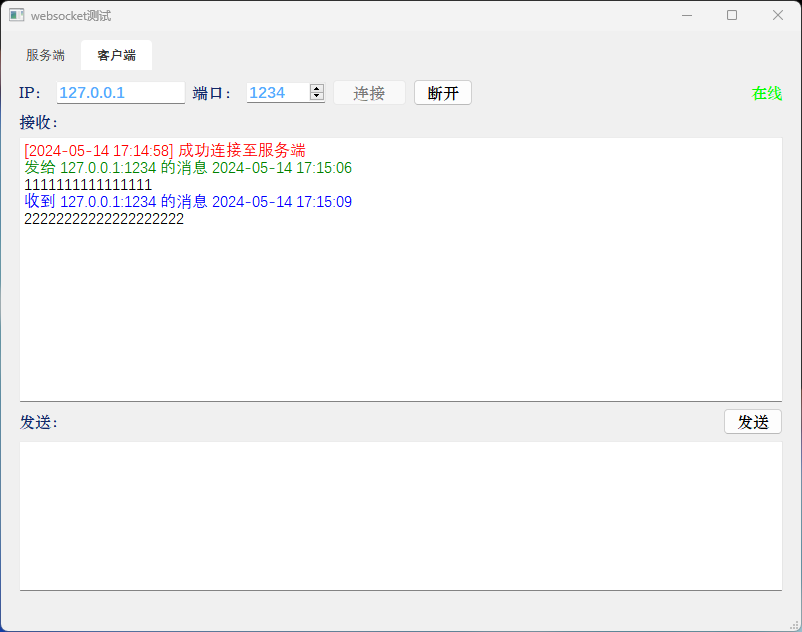 websocket测试
服务端 客户端
IP: 127.0.0.1 端口: 1234 连接 断开 在线
接收:
[2024-05-14 17:14:58] 成功连接至服务端
发给 127.0.0.1:1234 的消息 2024-05-14 17:15:06
1111111111111111
收到 127.0.0.1:1234 的消息 2024-05-14 17:15:09
22222222222222222222
发送: 发送